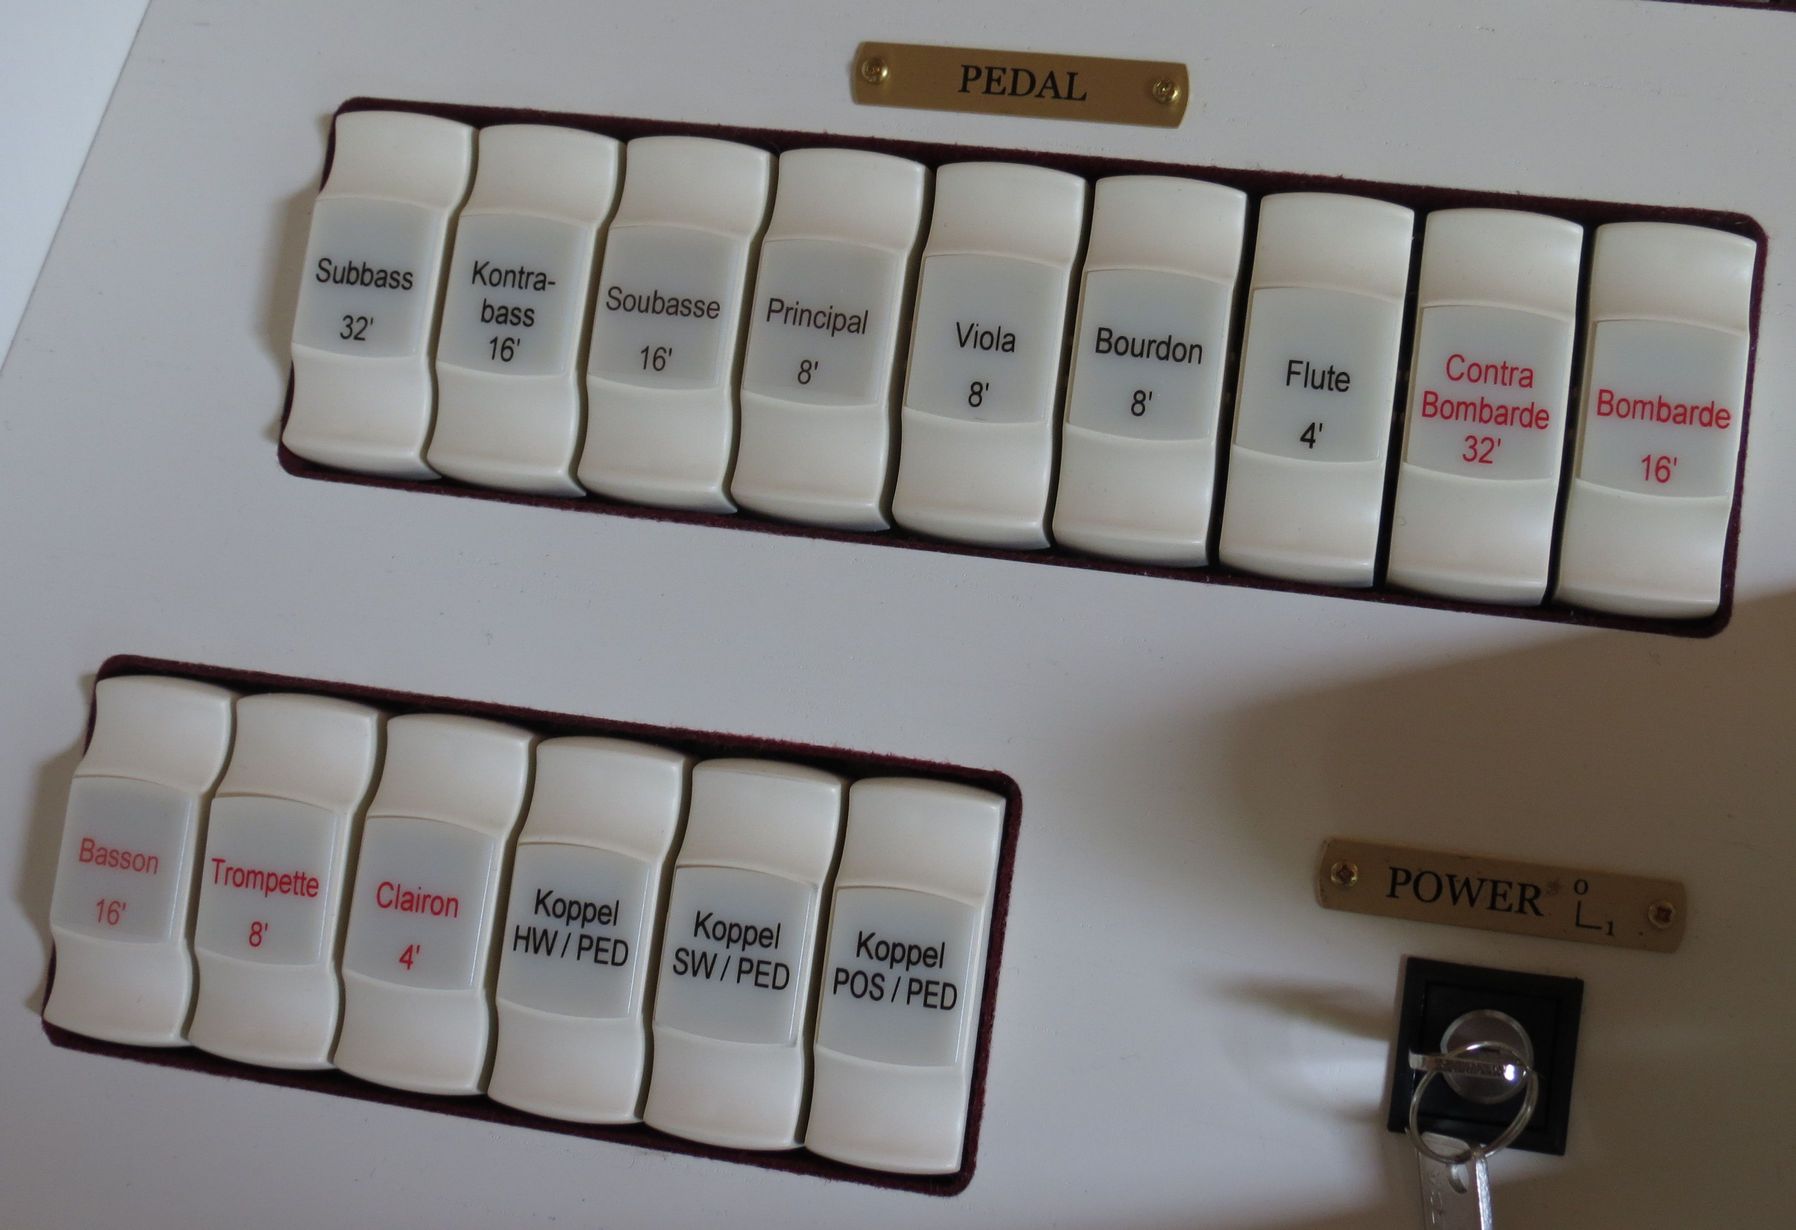 PEDAL
Subbass
32'
Kontra-
bass
16'
Soubasse
16'
Principal
8'
Viola
8'
Bourdon
8'
Flute
4'
Contra
Bombarde
32'
Bombarde
16'
Basson
16'
Trompette
8'
Clairon
4'
Koppel
HW / PED
Koppel
SW / PED
Koppel
POS / PED
POWER 0
1